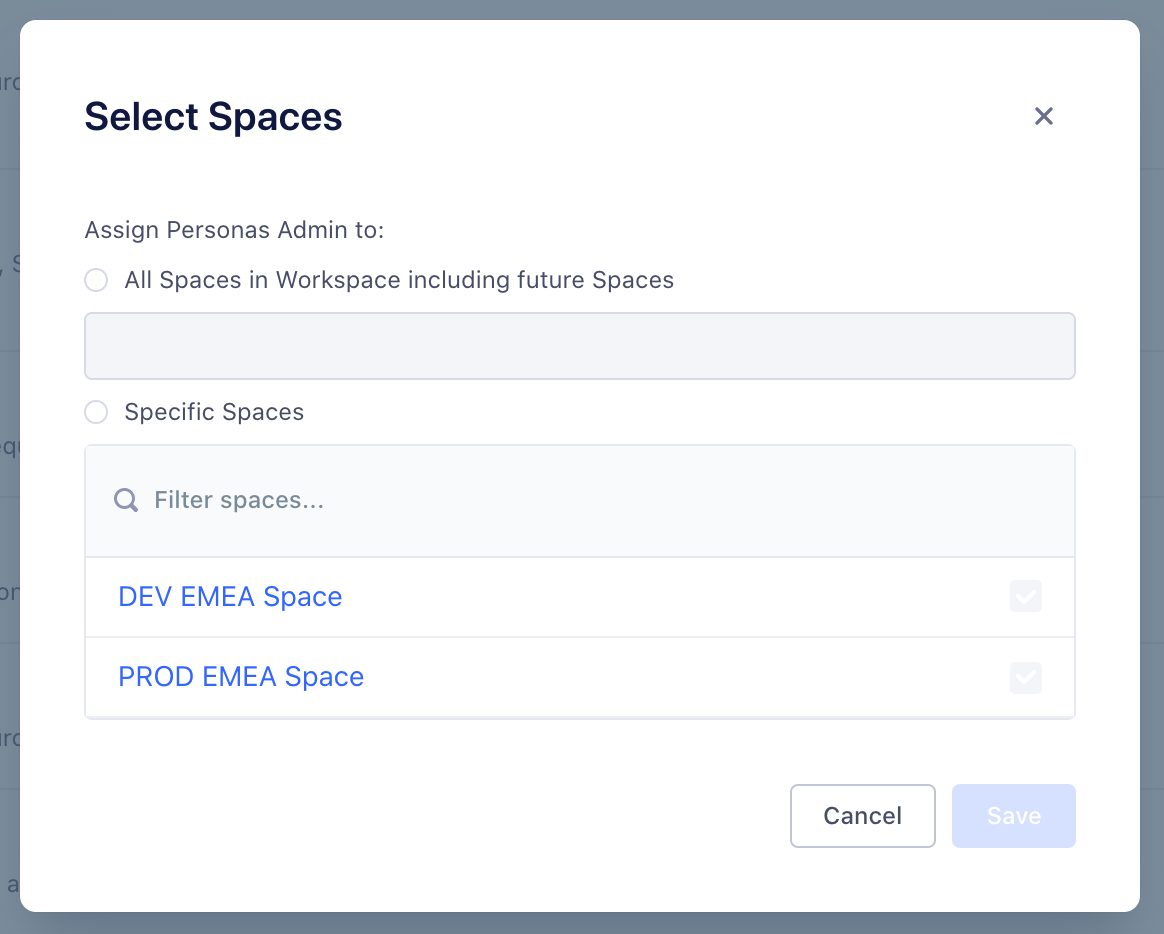 Select Spaces
Assign Personas Admin to:
All Spaces in Workspace including future Spaces
Specific Spaces
Filter spaces...
DEV EMEA Space
PROD EMEA Space
Cancel
Save